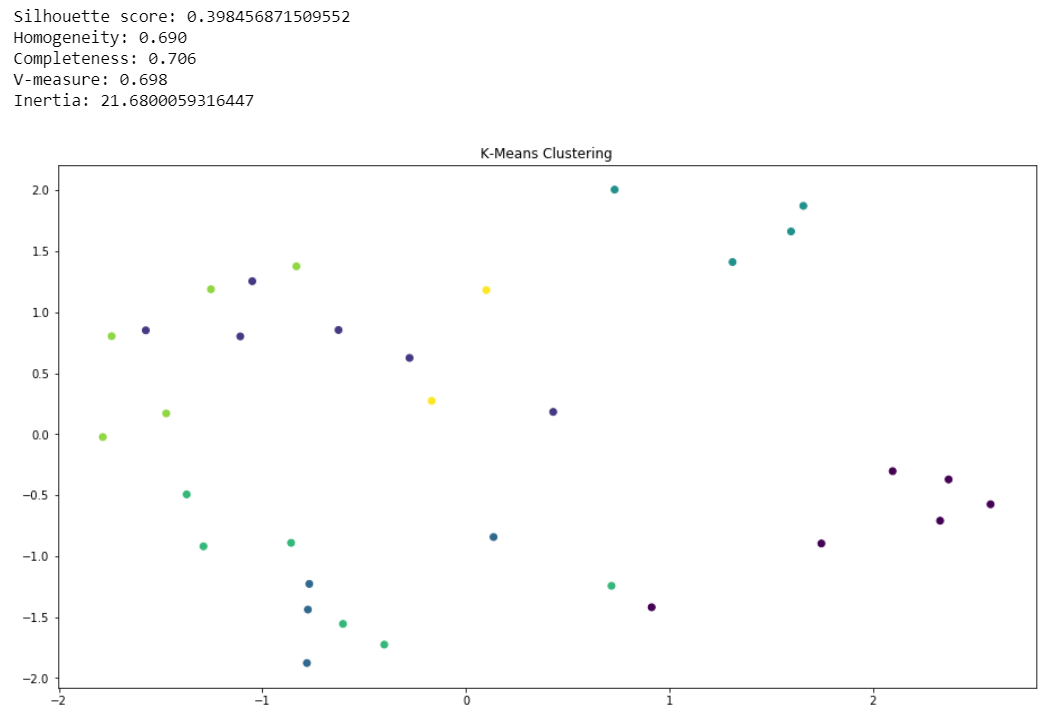 Silhouette score: 0.398456871509552
Homogeneity: 0.690
Completeness: 0.706
V-measure: 0.698
Inertia: 21.6800059316447
K-Means Clustering
2.0
1.5
1.0
0.5
0.0
−0.5
−1.0
−1.5
−2.0
−2 −1 0 1 2